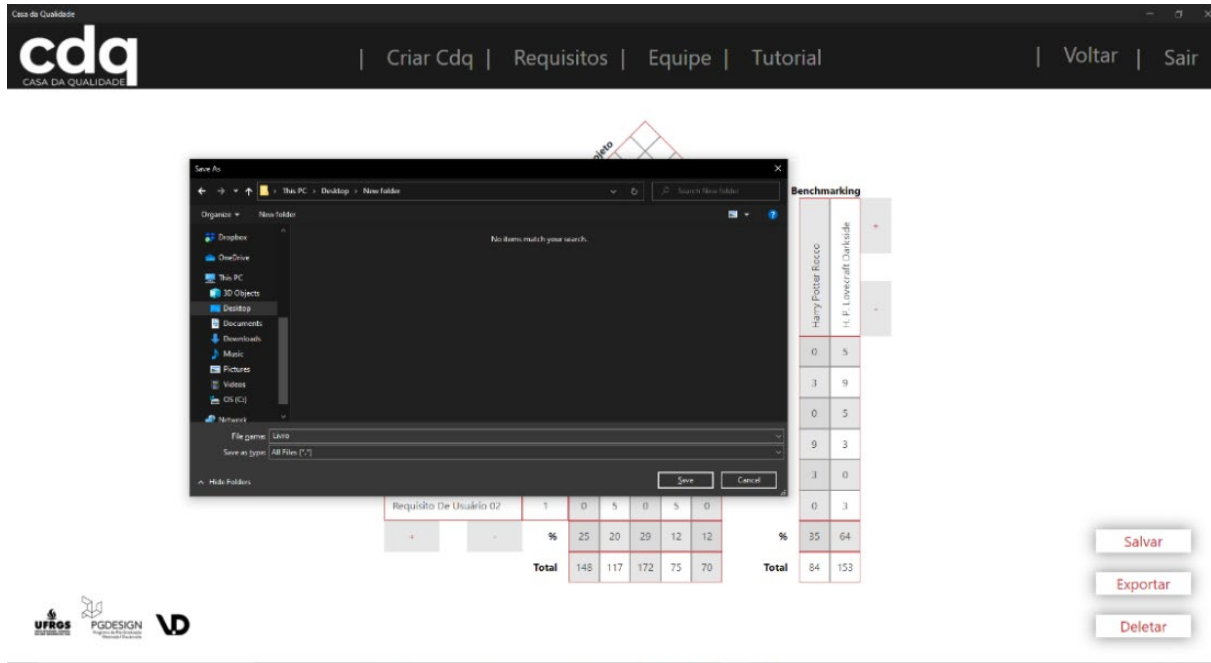 Casa da Qualidade
cdq
CASA DA QUALIDADE
| Criar Cdq | Requisitos | Equipe | Tutorial
| Voltar | Sair
ojeto
Save As
This PC > Desktop > New folder
Search New folder
Organize
New folder
Dropbox
OneDrive
This PC
3D Objects
Desktop
Documents
Downloads
Music
Pictures
Videos
OS (C:)
Network
No items match your search.
File name: Livro
Save as type: All Files (*.*)
Hide Folders
Save
Cancel
Benchmarking
Harry Potter Rocco
H. P. Lovecraft Darkside
+
-
0 5
3 9
0 5
9 3
3 0
Requisito De Usuário 02 1 0 5 0 5 0 0 3
+ - % 25 20 29 12 12 % 35 64
Total 148 117 172 75 70 Total 84 153
Salvar
Exportar
Deletar
UFRGS
PGDESIGN
VD